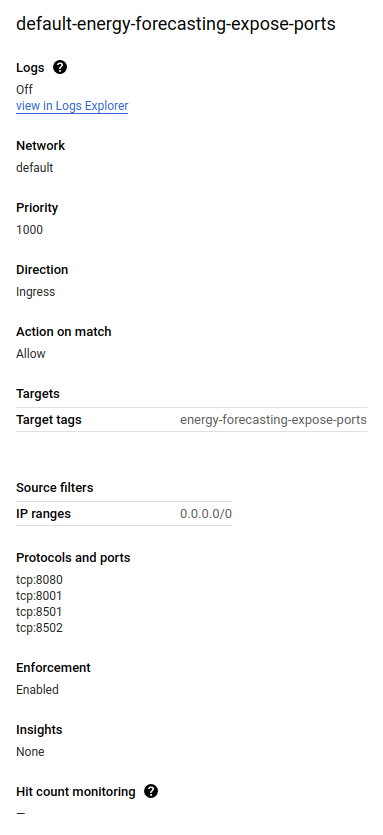 default-energy-forecasting-expose-ports
Logs
Off
view in Logs Explorer
Network
default
Priority
1000
Direction
Ingress
Action on match
Allow
Targets
Target tags energy-forecasting-expose-ports
Source filters
IP ranges 0.0.0.0/0
Protocols and ports
tcp:8080
tcp:8001
tcp:8501
tcp:8502
Enforcement
Enabled
Insights
None
Hit count monitoring